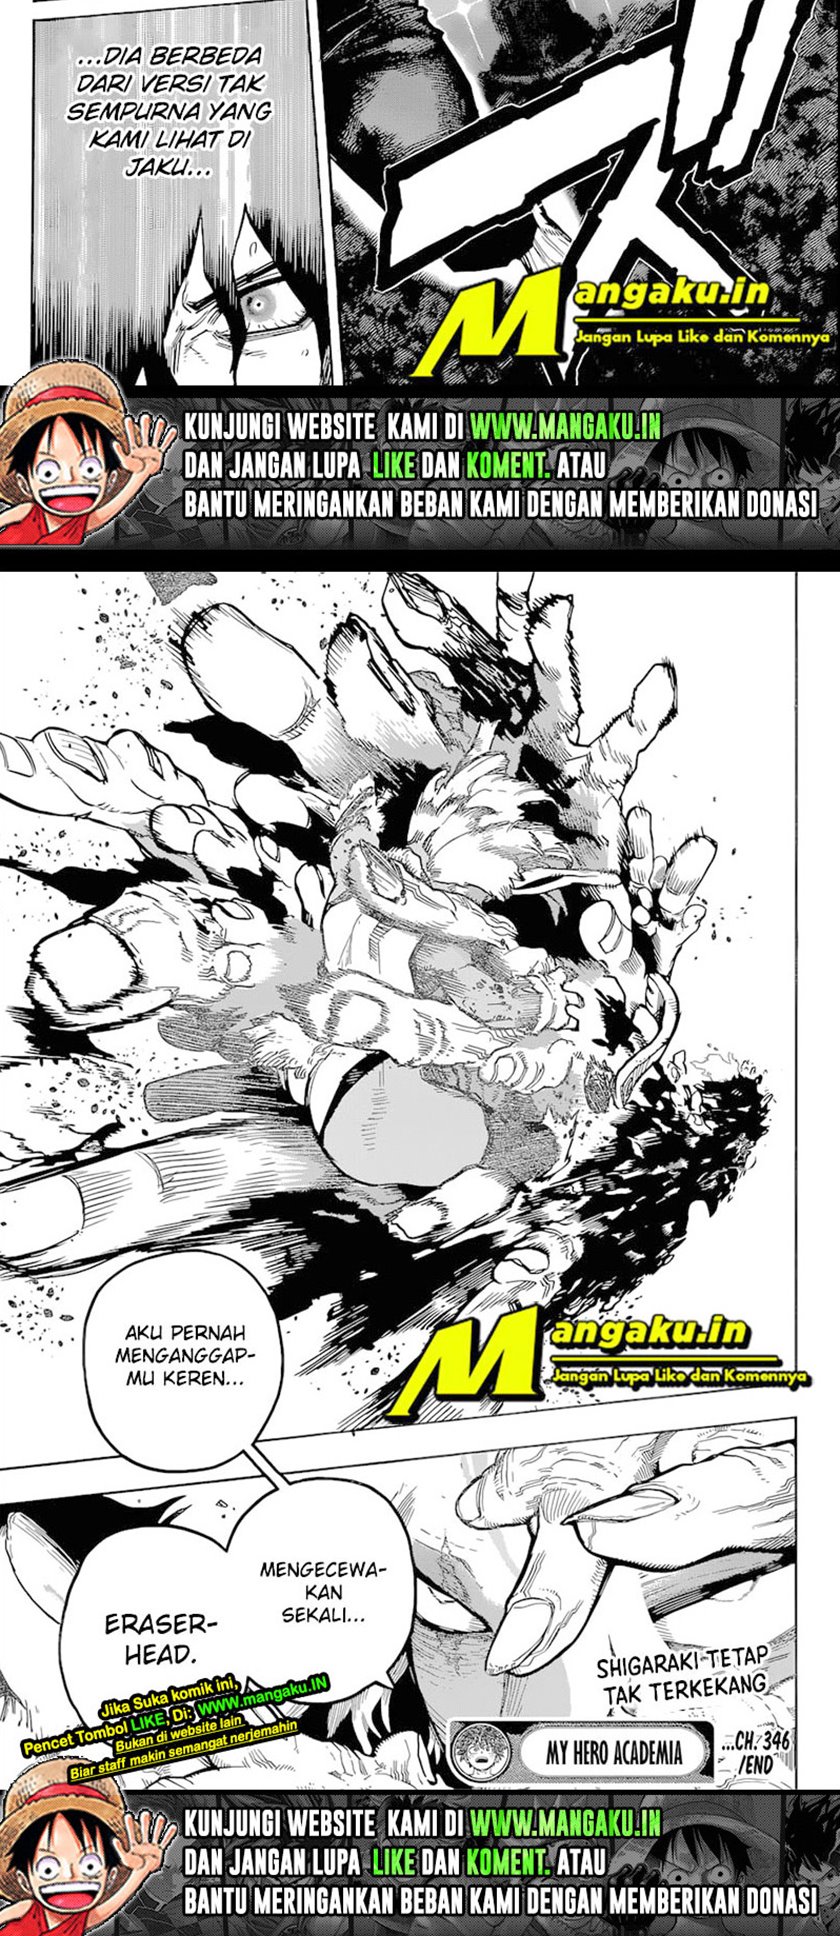 ...DIA BERBEDA
DARI VERSI TAK
SEMPURNA YANG
KAMI LIHAT DI
JAKU...
ズズ
Mangaku.in
Jangan Lupa Like dan Komennya
KUNJUNGI WEBSITE KAMI DI WWW.MANGAKU.IN
DAN JANGAN LUPA LIKE DAN KOMENT. ATAU
BANTU MERINGANKAN BEBAN KAMI DENGAN MEMBERIKAN DONASI
AKU PERNAH
MENGANGGAP-
MU KEREN...
Mangaku.in
Jangan Lupa Like dan Komennya
MENGECEWA-
KAN
SEKALI...
ERASER-
HEAD.
SHIGARAKI TETAP
TAK TERKEKANG
Jika Suka komik ini,
Pencet Tombol LIKE, Di: WWW.mangaku.IN
Bukan di website lain
Biar staff makin semangat nerjemahin
MY HERO ACADEMIA
...CH. 346
/END
KUNJUNGI WEBSITE KAMI DI WWW.MANGAKU.IN
DAN JANGAN LUPA LIKE DAN KOMENT. ATAU
BANTU MERINGANKAN BEBAN KAMI DENGAN MEMBERIKAN DONASI